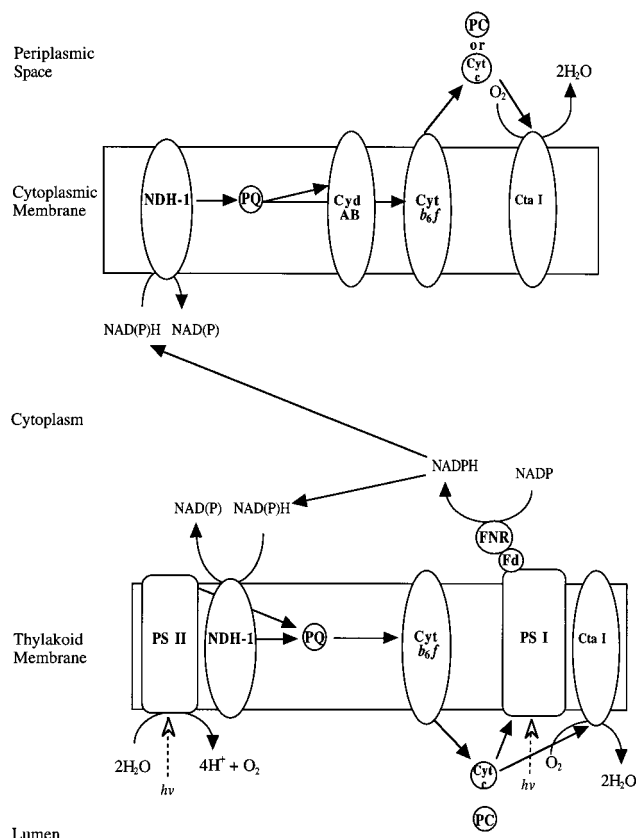 PC
or
Cyt
c
Periplasmic
Space
O₂
2H₂O
Cytoplasmic
Membrane
NDH-1
PQ
Cyd
AB
Cyt
b₆f
Cta I
NAD(P)H NAD(P)
Cytoplasm
NADPH
NADP
NAD(P) NAD(P)H
FNR
Fd
Thylakoid
Membrane
PS II
NDH-1
PQ
Cyt
b₆f
PS I
Cta I
2H₂O
hν
4H⁺ + O₂
Cyt
c
hν
O₂
2H₂O
PC
Lumen